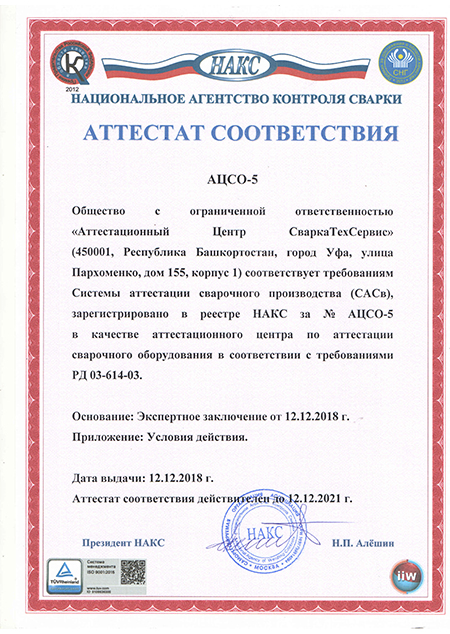 НАКС
СНГ
2012
НАЦИОНАЛЬНОЕ АГЕНТСТВО КОНТРОЛЯ СВАРКИ
АТТЕСТАТ СООТВЕТСТВИЯ
АЦСО-5
Общество с ограниченной ответственностью
«Аттестационный Центр СваркаТехСервис»
(450001, Республика Башкортостан, город Уфа, улица
Пархоменко, дом 155, корпус 1) соответствует требованиям
Системы аттестации сварочного производства (САСв),
зарегистрировано в реестре НАКС за № АЦСО-5
в качестве аттестационного центра по аттестации
сварочного оборудования в соответствии с требованиями
РД 03-614-03.
Основание: Экспертное заключение от 12.12.2018 г.
Приложение: Условия действия.
Дата выдачи: 12.12.2018 г.
Аттестат соответствия действителен до 12.12.2021 г.
НАКС
МОСКВА
Президент НАКС
Н.П. Алёшин
Система
менеджмента
TÜVRheinland
www.tuv.com
iiw